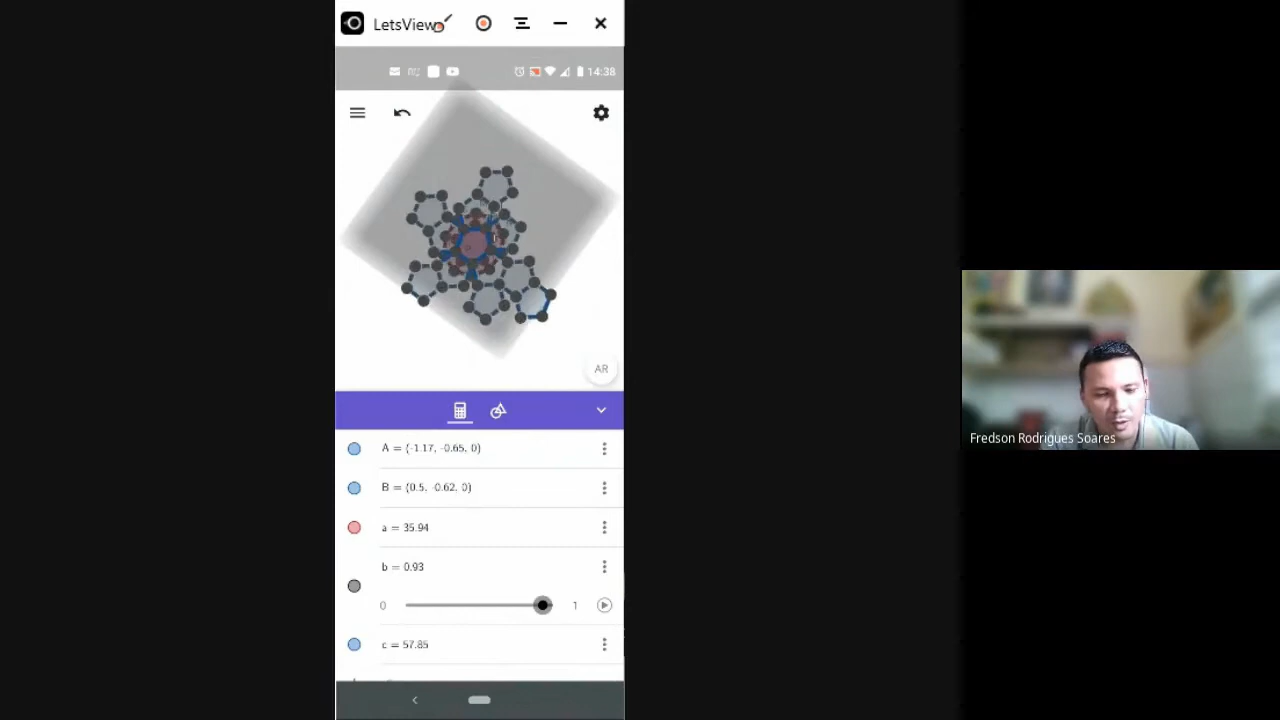 LetsView
14:38
AR
A = (-1.17, -0.65, 0)
B = (0.5, -0.62, 0)
a = 35.94
b = 0.93
0
1
c = 57.85
Fredson Rodrigues Soares